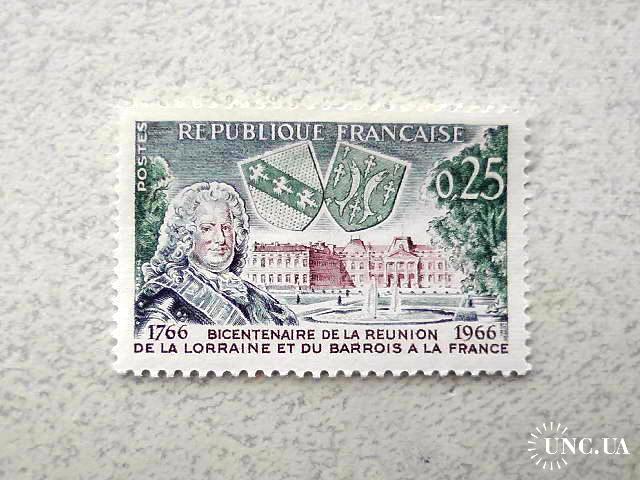 POSTES
REPUBLIQUE FRANÇAISE
0,25
1766 BICENTENAIRE DE LA REUNION 1966
DE LA LORRAINE ET DU BARROIS A LA FRANCE
UNC.UA